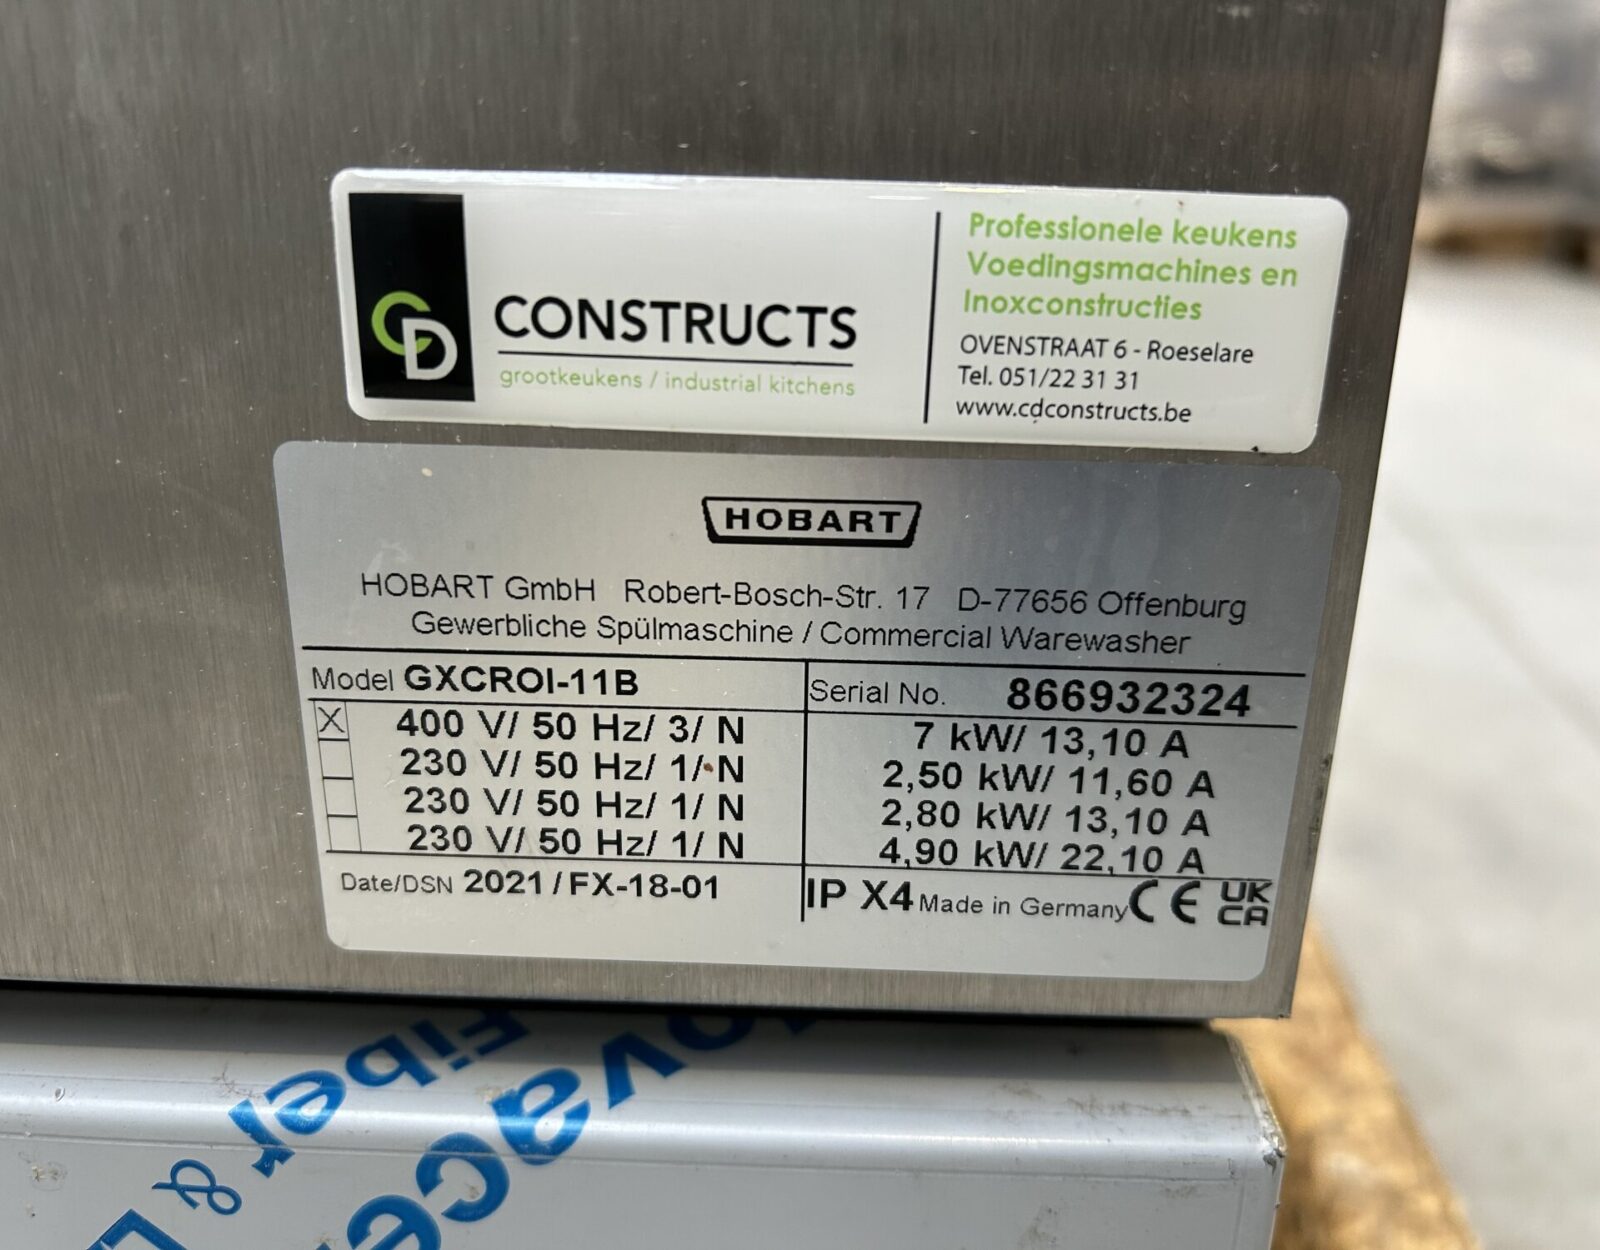 CD CONSTRUCTS
grootkeukens / industrial kitchens
Professionele keukens
Voedingsmachines en
Inoxconstructies
OVENSTRAAT 6 - Roeselare
Tel. 051/22 31 31
www.cdconstructs.be
HOBART
HOBART GmbH Robert-Bosch-Str. 17 D-77656 Offenburg
Gewerbliche Spülmaschine / Commercial Warewasher
Model GXCROI-11B Serial No. 866932324
X 400 V/ 50 Hz/ 3/ N 7 kW/ 13,10 A
230 V/ 50 Hz/ 1/ N 2,50 kW/ 11,60 A
230 V/ 50 Hz/ 1/ N 2,80 kW/ 13,10 A
230 V/ 50 Hz/ 1/ N 4,90 kW/ 22,10 A
Date/DSN 2021 / FX-18-01 IP X4 Made in Germany CE UK CA
Fiber
&